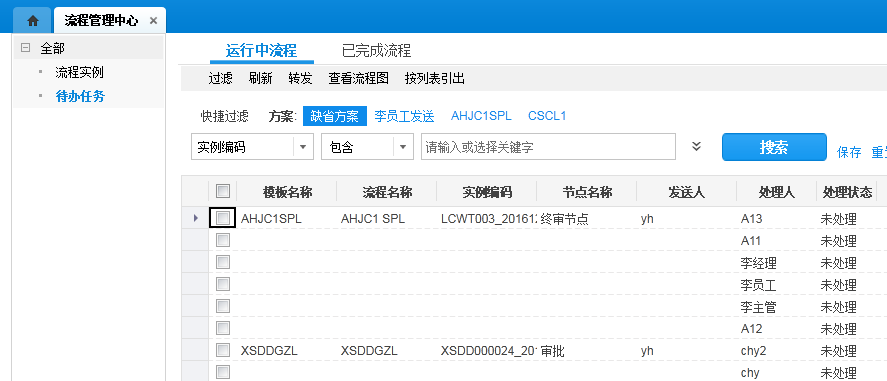 流程管理中心 ×
全部
流程实例
待办任务
运行中流程 已完成流程
过滤 刷新 转发 查看流程图 按列表引出
快捷过滤 方案: 缺省方案 李员工发送 AHJC1SPL CSCL1
实例编码 包含 请输入或选择关键字 搜索 保存 重
模板名称 流程名称 实例编码 节点名称 发送人 处理人 处理状态
AHJC1SPL AHJC1 SPL LCWT003_20161 终审节点 yh A13 未处理
A11 未处理
李经理 未处理
李员工 未处理
李主管 未处理
A12 未处理
XSDDGZL XSDDGZL XSDD000024_20 审批 yh chy2 未处理
chy 未处理